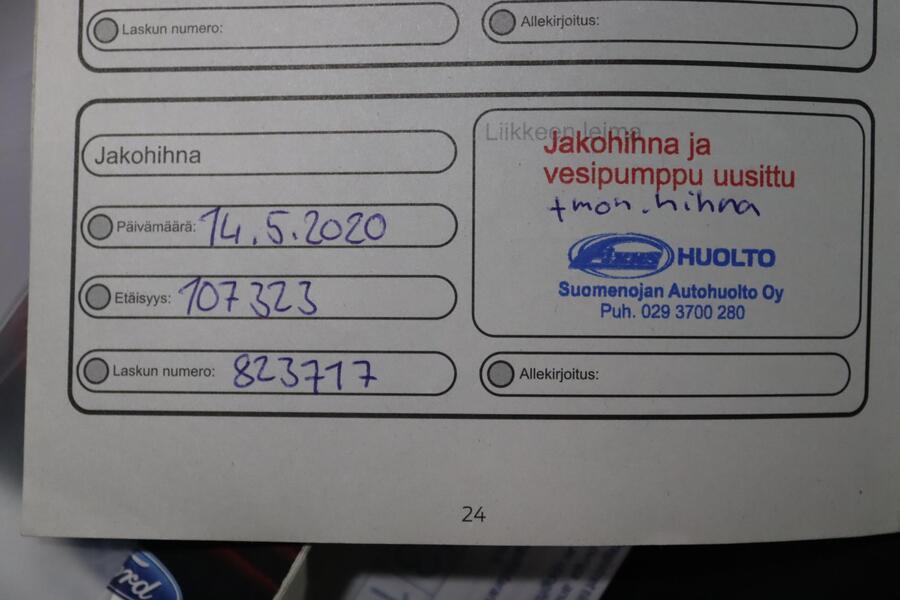 Laskun numero:
Allekirjoitus:
Jakohihna
Päivämäärä: 14.5.2020
Etäisyys: 107323
Laskun numero: 823717
Liikkeen leima
Jakohihna ja
vesipumppu uusittu
+mon.hihna
HUOLTO
Suomenojan Autohuolto Oy
Puh. 029 3700 280
Allekirjoitus:
24
Ford